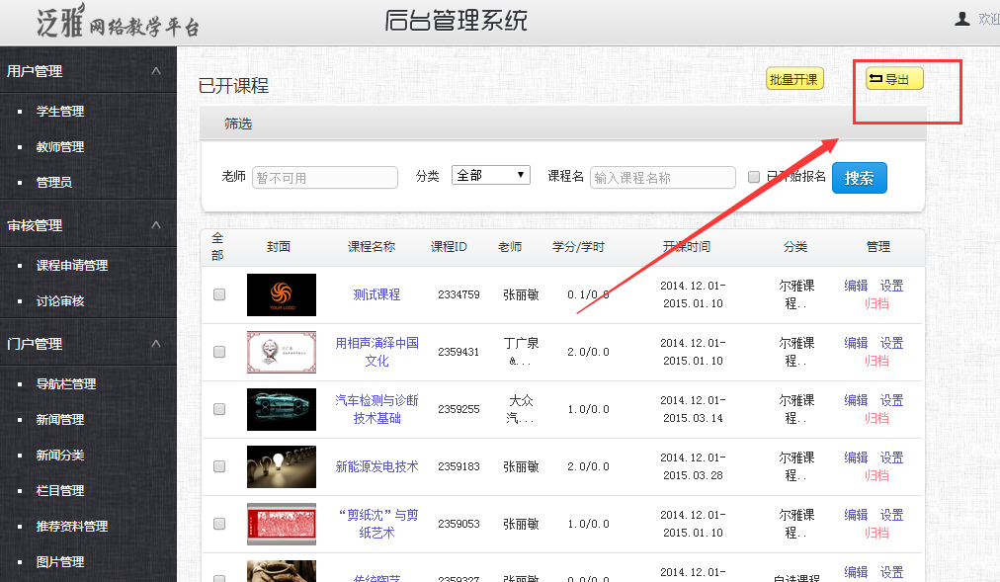 泛雅 网络教学平台
后台管理系统
欢迎
用户管理
学生管理
教师管理
管理员
审核管理
课程申请管理
讨论审核
门户管理
导航栏管理
新闻管理
新闻分类
栏目管理
推荐资料管理
图片管理
已开课程
批量开课
导出
筛选
老师 暂不可用 分类 全部 课程名 输入课程名称 已开始报名 搜索
全部 封面 课程名称 课程ID 老师 学分/学时 开课时间 分类 管理
YOUR LOGO
测试课程 2334759 张丽敏 0.1/0.0 2014.12.01-
2015.01.10 尔雅课
程.. 编辑 设置
归档
用相声演绎中国
文化 2359431 丁广泉
&... 2.0/0.0 2014.12.01-
2015.01.10 尔雅课
程.. 编辑 设置
归档
汽车检测与诊断
技术基础 2359255 大众
汽... 1.0/0.0 2014.12.01-
2015.03.14 尔雅课
程.. 编辑 设置
归档
新能源发电技术 2359183 张丽敏 2.0/0.0 2014.12.01-
2015.03.28 尔雅课
程.. 编辑 设置
归档
“剪纸沈”与剪
纸艺术 2359053 张丽敏 1.0/0.0 2014.12.01-
2015.01.10 尔雅课
程.. 编辑 设置
归档
传统陶艺 2359327 张丽敏 0.0/0.0 2014.12.01-
自选课程 编辑 设置